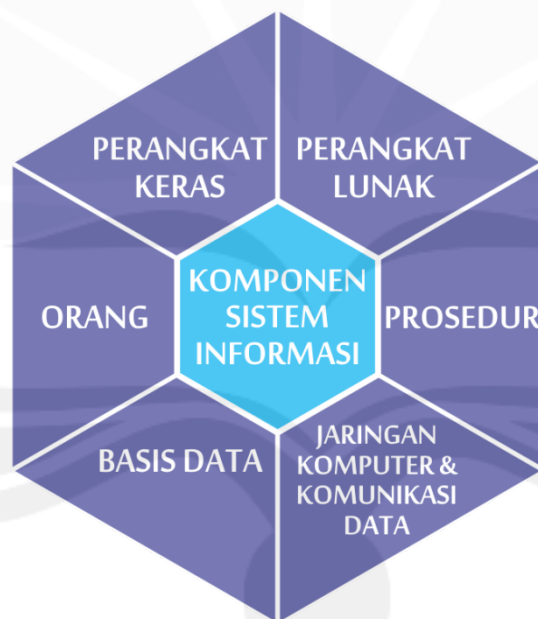 PERANGKAT
KERAS
PERANGKAT
LUNAK
ORANG
KOMPONEN
SISTEM
INFORMASI
PROSEDUR
BASIS DATA
JARINGAN
KOMPUTER &
KOMUNIKASI
DATA